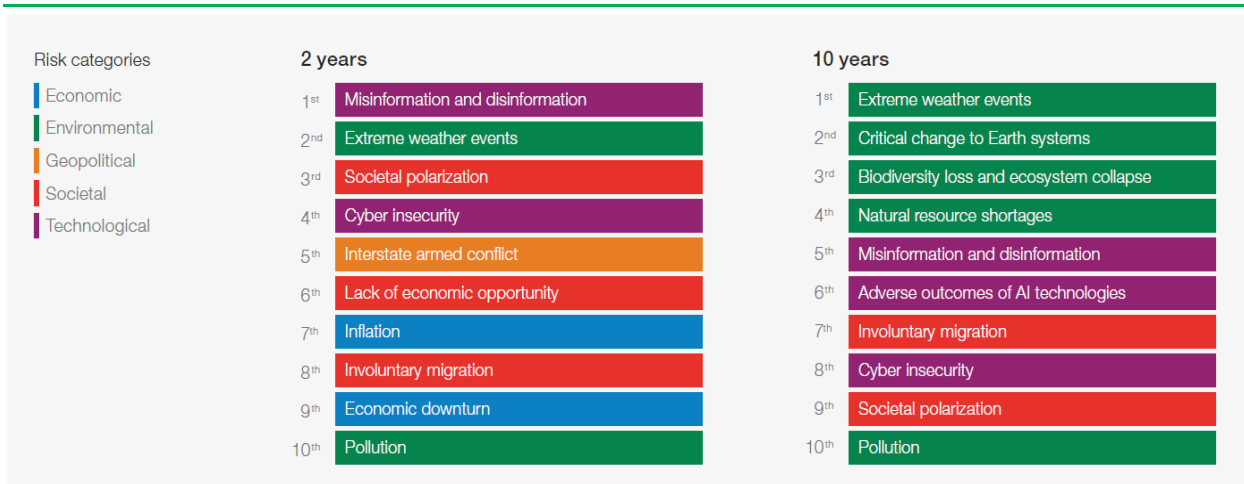 Risk categories
Economic
Environmental
Geopolitical
Societal
Technological
2 years
1st Misinformation and disinformation
2nd Extreme weather events
3rd Societal polarization
4th Cyber insecurity
5th Interstate armed conflict
6th Lack of economic opportunity
7th Inflation
8th Involuntary migration
9th Economic downturn
10th Pollution
10 years
1st Extreme weather events
2nd Critical change to Earth systems
3rd Biodiversity loss and ecosystem collapse
4th Natural resource shortages
5th Misinformation and disinformation
6th Adverse outcomes of AI technologies
7th Involuntary migration
8th Cyber insecurity
9th Societal polarization
10th Pollution